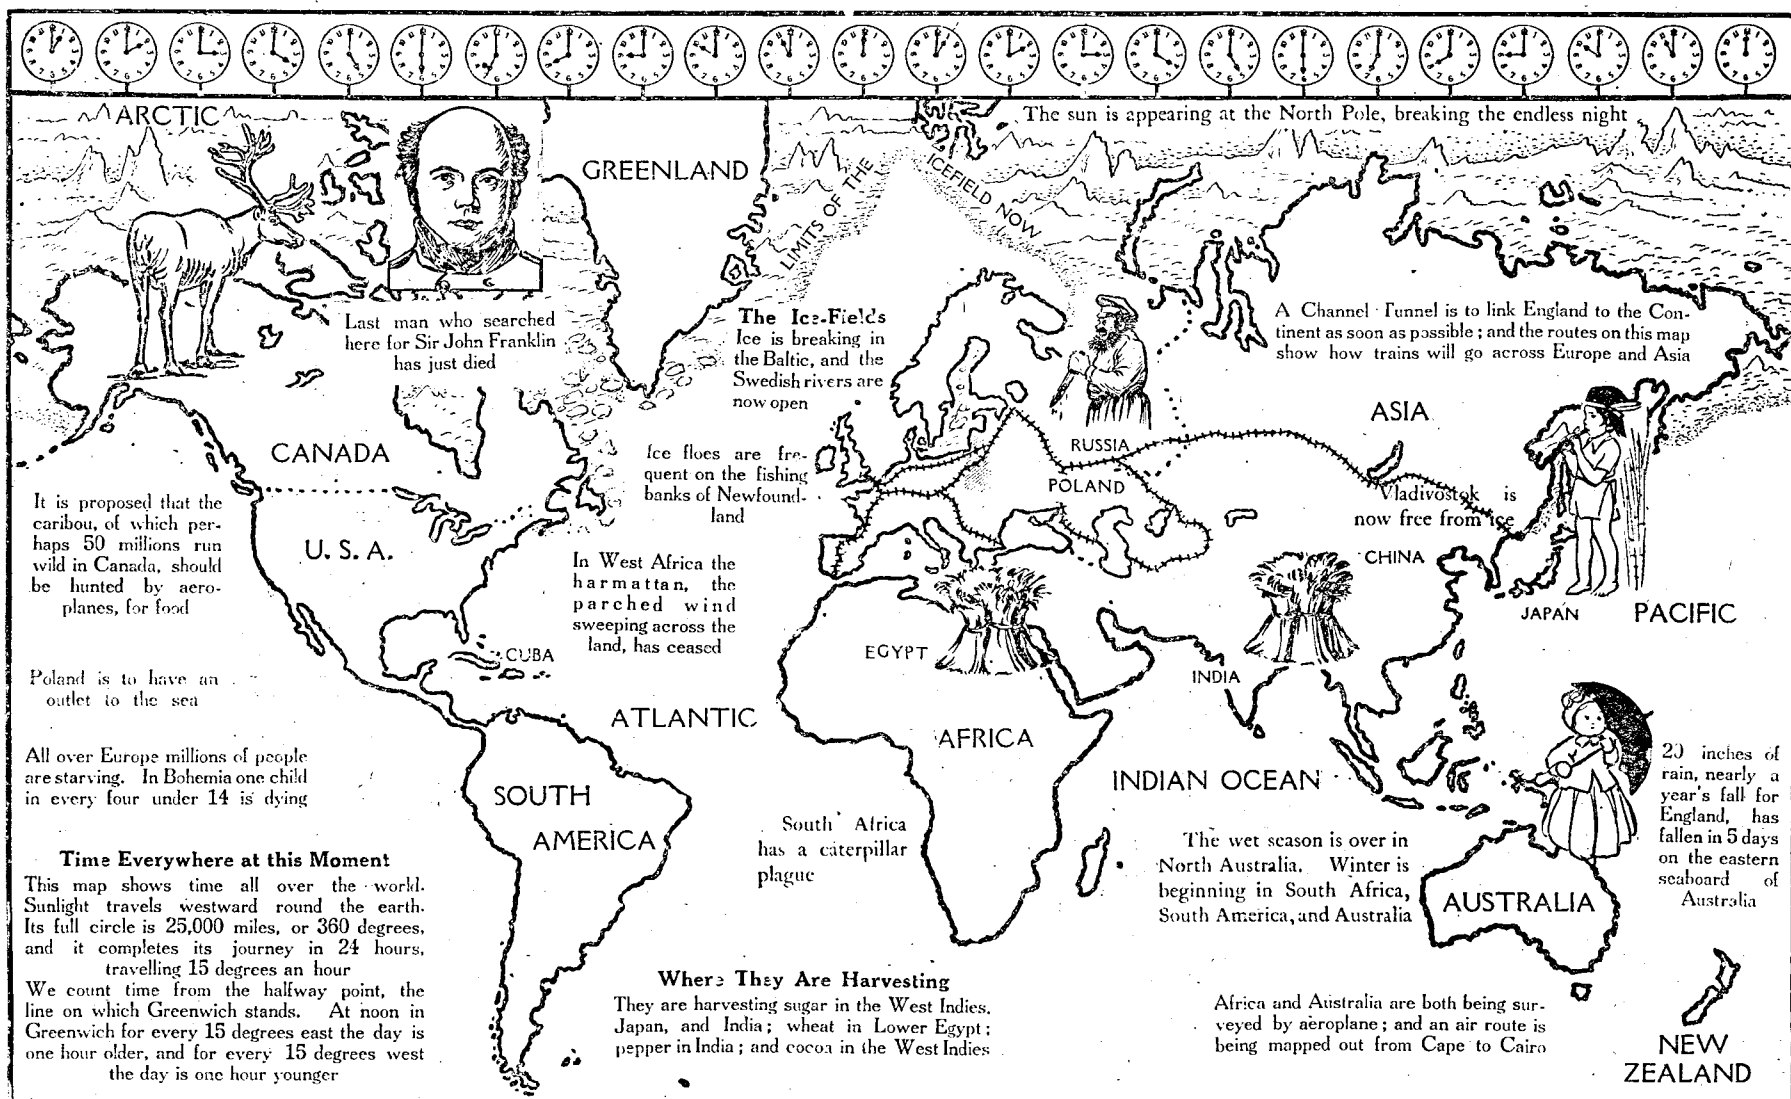 ARCTIC
The sun is appearing at the North Pole, breaking the endless night
GREENLAND
LIMITS OF THE
ICEFIELD NOW
Last man who searched
here for Sir John Franklin
has just died
The Ice-Fields
Ice is breaking in
the Baltic, and the
Swedish rivers are
now open
A Channel Tunnel is to link England to the Con-
tinent as soon as possible; and the routes on this map
show how trains will go across Europe and Asia
CANADA
Ice floes are fre-
quent on the fishing
banks of Newfound-
land
RUSSIA
POLAND
ASIA
Vladivostok is
now free from ice
It is proposed that the
caribou, of which per-
haps 50 millions run
wild in Canada, should
be hunted by aero-
planes, for food
U. S. A.
In West Africa the
harmattan, the
parched wind
sweeping across the
land, has ceased
CHINA
JAPAN
PACIFIC
CUBA
EGYPT
INDIA
Poland is to have an
outlet to the sea
ATLANTIC
AFRICA
INDIAN OCEAN
All over Europe millions of people
are starving. In Bohemia one child
in every four under 14 is dying
SOUTH
AMERICA
South Africa
has a caterpillar
plague
The wet season is over in
North Australia. Winter is
beginning in South Africa,
South America, and Australia
20 inches of
rain, nearly a
year's fall for
England, has
fallen in 5 days
on the eastern
seaboard of
Australia
AUSTRALIA
Time Everywhere at this Moment
This map shows time all over the world.
Sunlight travels westward round the earth.
Its full circle is 25,000 miles, or 360 degrees,
and it completes its journey in 24 hours,
travelling 15 degrees an hour
We count time from the halfway point, the
line on which Greenwich stands. At noon in
Greenwich for every 15 degrees east the day is
one hour older, and for every 15 degrees west
the day is one hour younger
Where They Are Harvesting
They are harvesting sugar in the West Indies,
Japan, and India; wheat in Lower Egypt;
pepper in India; and cocoa in the West Indies
Africa and Australia are both being sur-
veyed by aeroplane; and an air route is
being mapped out from Cape to Cairo
NEW
ZEALAND